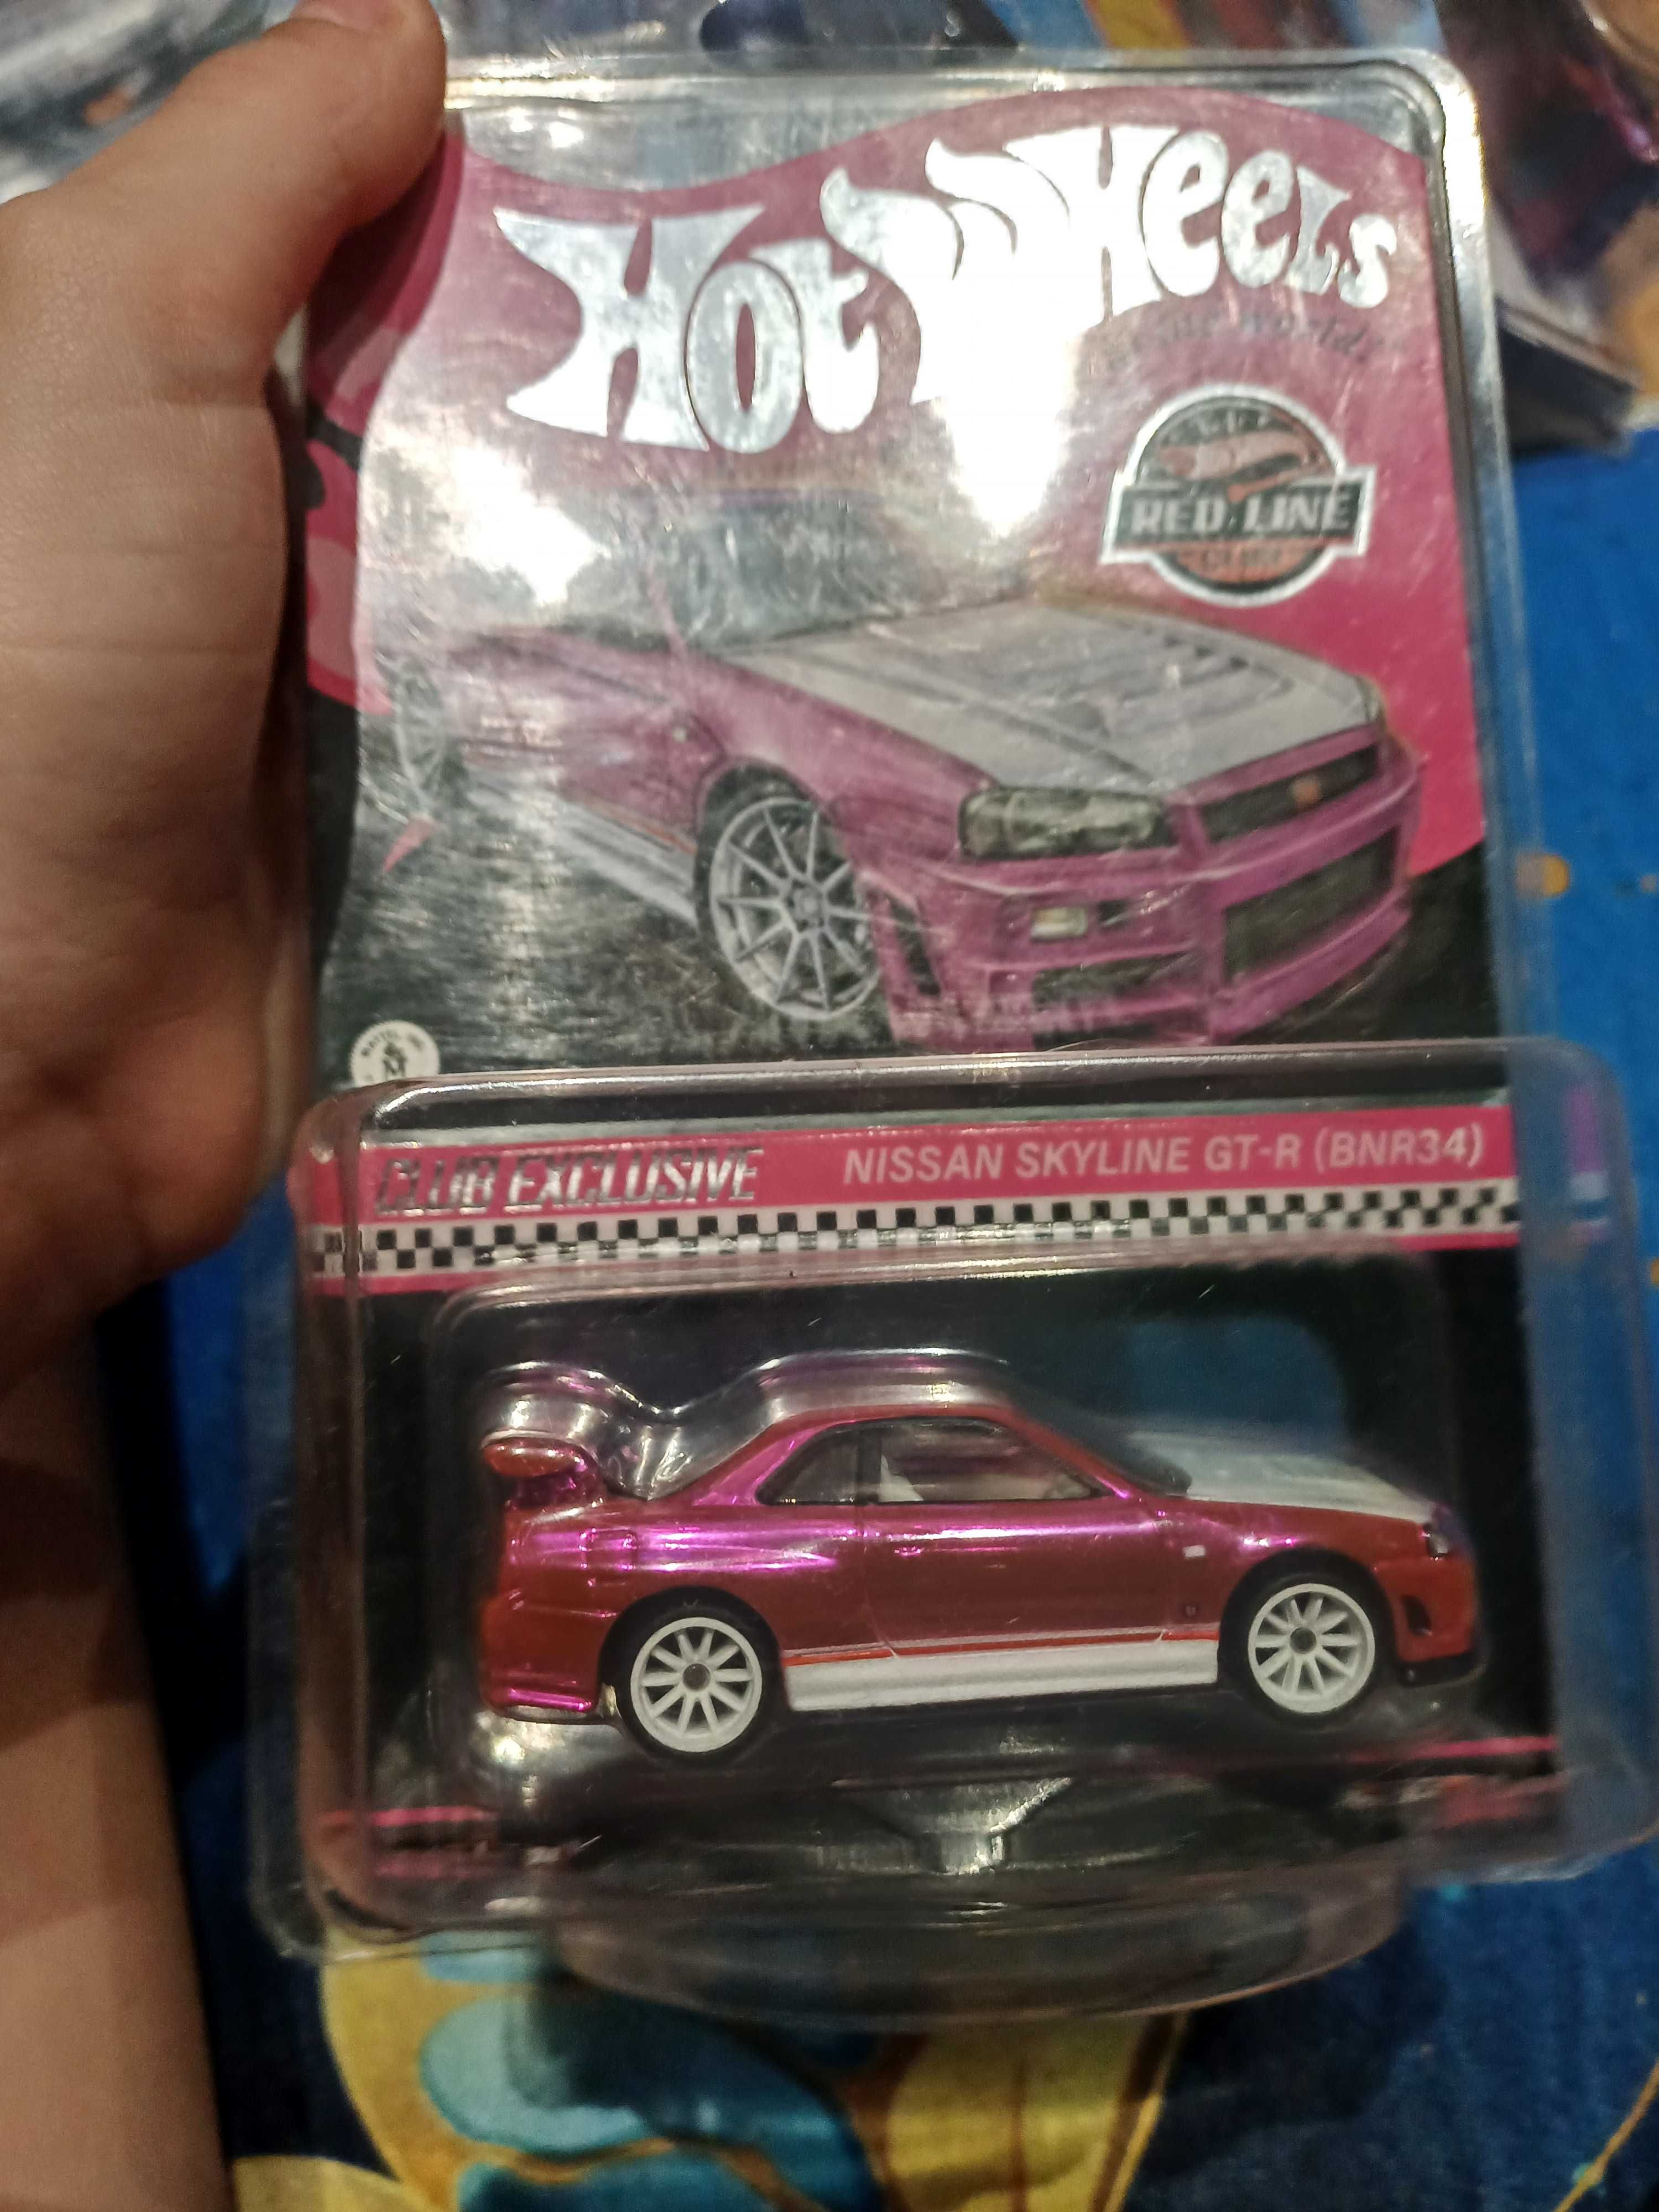 Hot Wheels
RED LINE
CLUB EXCLUSIVE
NISSAN SKYLINE GT-R (BNR34)